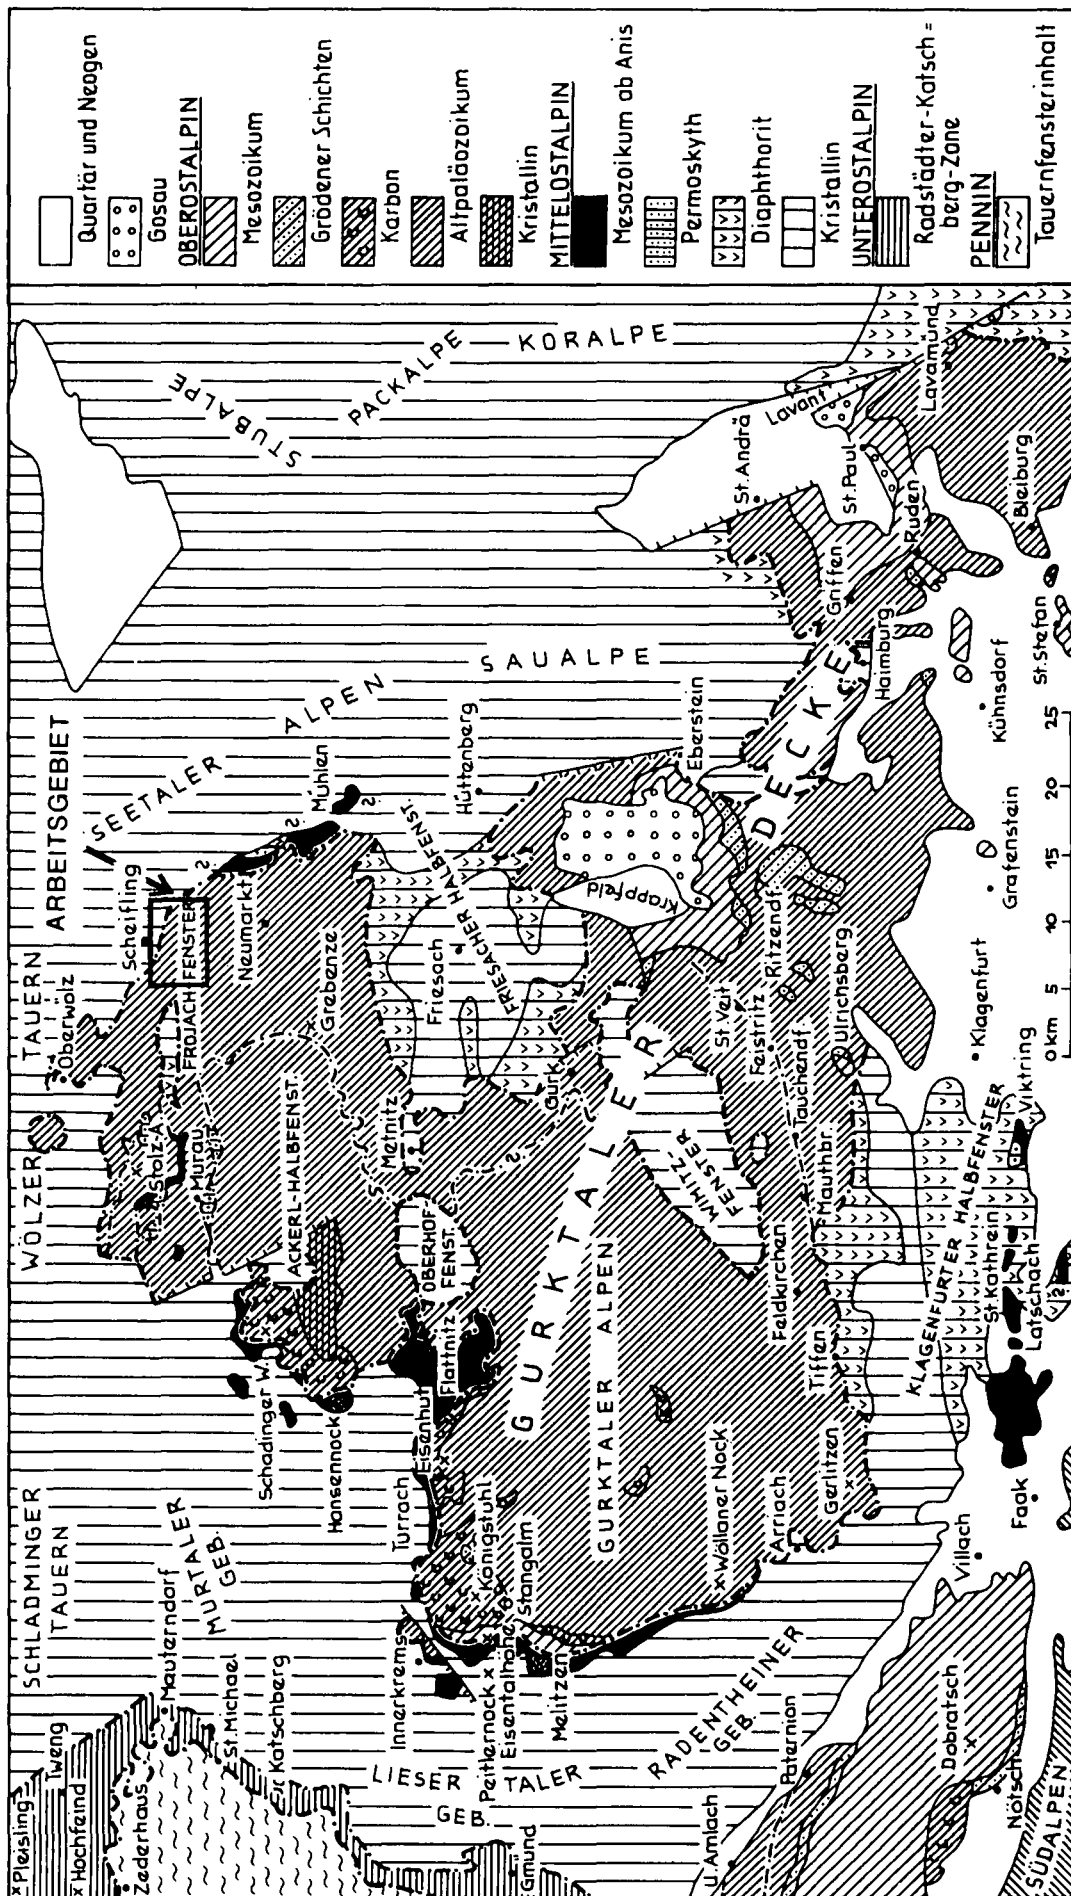 Quartär und Neogen
Gosau
OBEROSTALPIN
Mesozoikum
Grödener Schichten
Karbon
Altpaläozoikum
Kristallin
MITTELOSTALPIN
Mesozoikum ab Anis
Permoskyth
Diaphthorit
Kristallin
UNTEROSTALPIN
Radstädter-Katsch=
berg-Zone
PENNIN
Tauernfensterinhalt
SCHLADMINGER
TAUERN
WÖLZER TAUERN
ARBEITSGEBIET
Pleisling
Tweng
Hochfeind
Zederhaus
Mauterndorf
MURTALER
GEB.
St. Michael
Katschberg
Oberwölz
Scheifling
FROJACH FENSTER
Stolz A.
Murau
Neumarkt
SEETALER ALPEN
Mühlen
STUBALPE
PACKALPE
KORALPE
SAUALPE
Schadinger W.
Hansennock
ACKERL-HALBFENST.
Grebenze
Metnitz
OBERHOF-
FENST.
Friesach
FRIESACHER HALBFENST.
Hüttenberg
Innerkrems
Turrach
Eisenhut
Flattnitz
Königstuhl
Stangalm
Peitlernock
Eisentalhöhe
Melitzen
LIESER TALER
GEB.
Gmünd
RADENTHEINER
GEB.
GURKTALER DECKE
GURKTALER ALPEN
Gurk
Krappfeld
Eberstein
St. Andrä
Lavant
St. Paul
Griffen
Ruden
Lavamünd
Bleiburg
Haimburg
WIMITZ-
FENSTER
St. Veit
Feistritz
Ritzendf.
Tauchendf.
Ulrichsberg
Wöllaner Nock
Arriach
Gerlitzen
Tiffen
Feldkirchen
Mautbr.
u. Amlach
Paternion
Dobratsch
Nötsch
SÜDALPEN
Villach
Faak
KLAGENFURTER HALBFENSTER
St. Kathrein
Latschach
Viktring
Klagenfurt
Grafenstein
Kühnsdorf
St. Stefan
0km 5 10 15 20 25